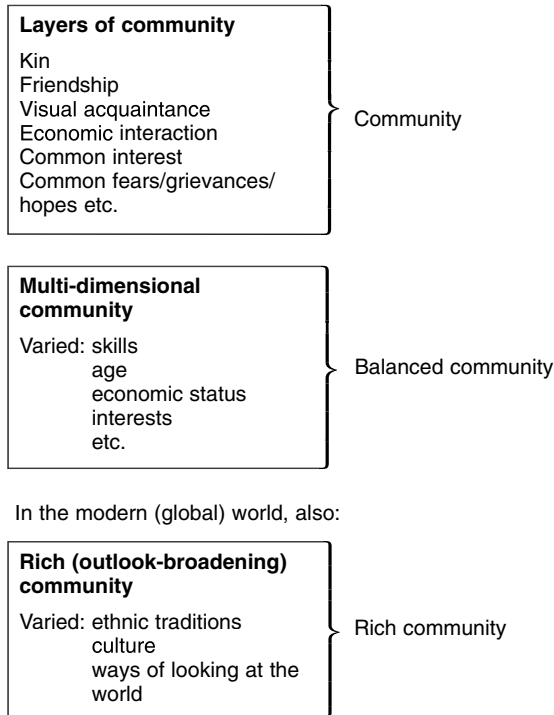 Layers of community
Kin
Friendship
Visual acquaintance
Economic interaction
Common interest
Common fears/grievances/
hopes etc.
Community
Multi-dimensional
community
Varied: skills
age
economic status
interests
etc.
Balanced community
In the modern (global) world, also:
Rich (outlook-broadening)
community
Varied: ethnic traditions
culture
ways of looking at the
world
Rich community